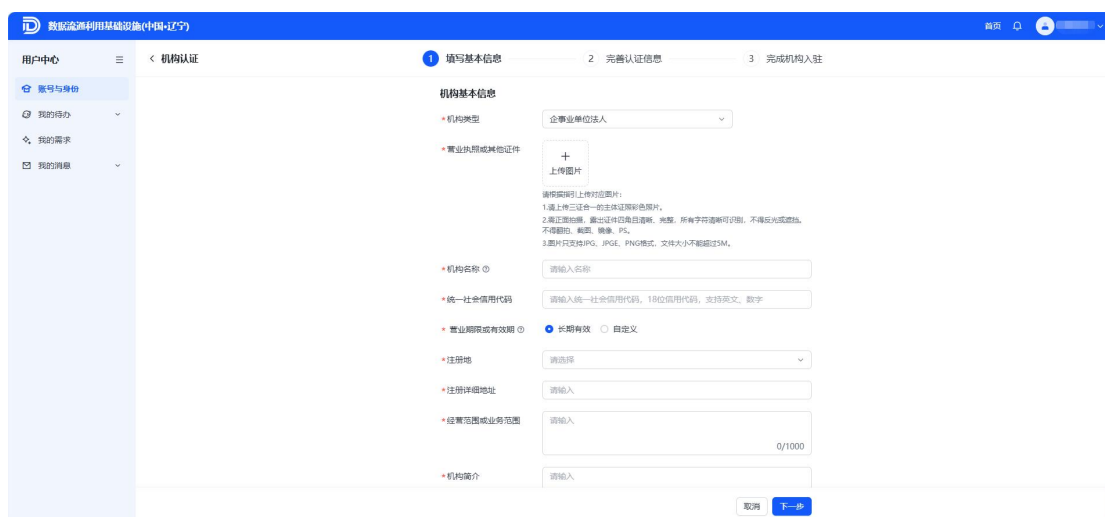 数据流通利用基础设施(中国•辽宁)
首页
用户中心
机构认证
1 填写基本信息
2 完善认证信息
3 完成机构入驻
账号与身份
我的待办
我的需求
我的消息
机构基本信息
*机构类型
企事业单位法人
*营业执照或其他证件
+
上传图片
请根据指引上传对应图片：
1.请上传三证合一的主体证照彩色照片。
2.需正面拍摄，露出证件四角且清晰、完整，所有字符清晰可识别，不得反光或遮挡。
不得翻拍、截图、镜像、PS。
3.图片只支持JPG、JPGE、PNG格式，文件大小不能超过5M。
*机构名称
请输入名称
*统一社会信用代码
请输入统一社会信用代码，18位信用代码，支持英文、数字
*营业期限或有效期
长期有效
自定义
*注册地
请选择
*注册详细地址
请输入
*经营范围或业务范围
请输入
0/1000
*机构简介
请输入
取消
下一步